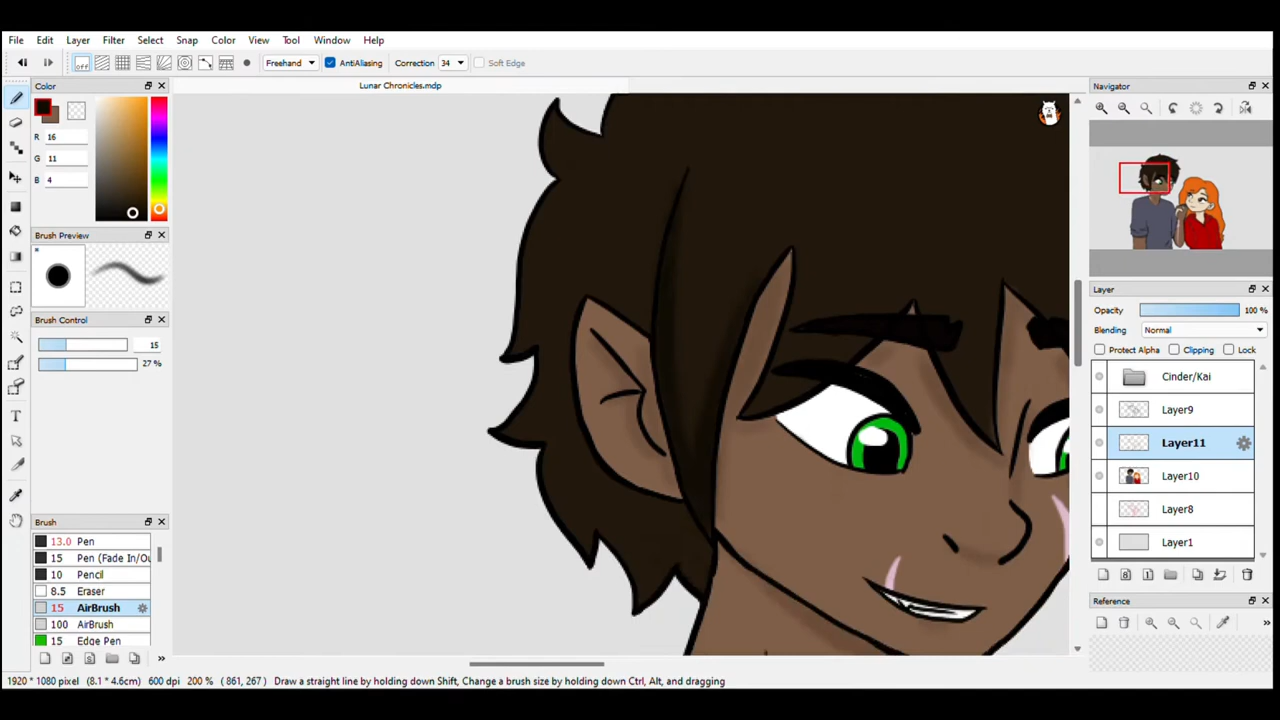 File Edit Layer Filter Select Snap Color View Tool Window Help
off Freehand AntiAliasing Correction 34 Soft Edge
Color
Lunar Chronicles.mdp
Navigator
R 16
G 11
B 4
Brush Preview
Layer
Opacity 100 %
Brush Control
Blending Normal
15
Protect Alpha Clipping Lock
27 %
Cinder/Kai
Layer9
Layer11
Layer10
Layer8
Brush
13.0 Pen
Layer1
15 Pen (Fade In/Ou
10 Pencil
8 1
8.5 Eraser
Reference
15 AirBrush
100 AirBrush
15 Edge Pen
1920 * 1080 pixel (8.1 * 4.6cm) 600 dpi 200 % ( 861, 267) Draw a straight line by holding down Shift, Change a brush size by holding down Ctrl, Alt, and dragging